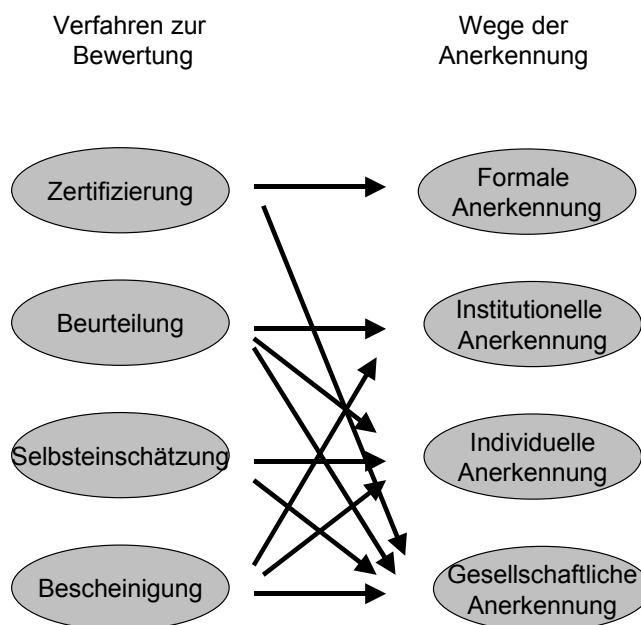 Verfahren zur
Bewertung
Wege der
Anerkennung
Zertifizierung
Formale
Anerkennung
Beurteilung
Institutionelle
Anerkennung
Selbsteinschätzung
Individuelle
Anerkennung
Bescheinigung
Gesellschaftliche
Anerkennung